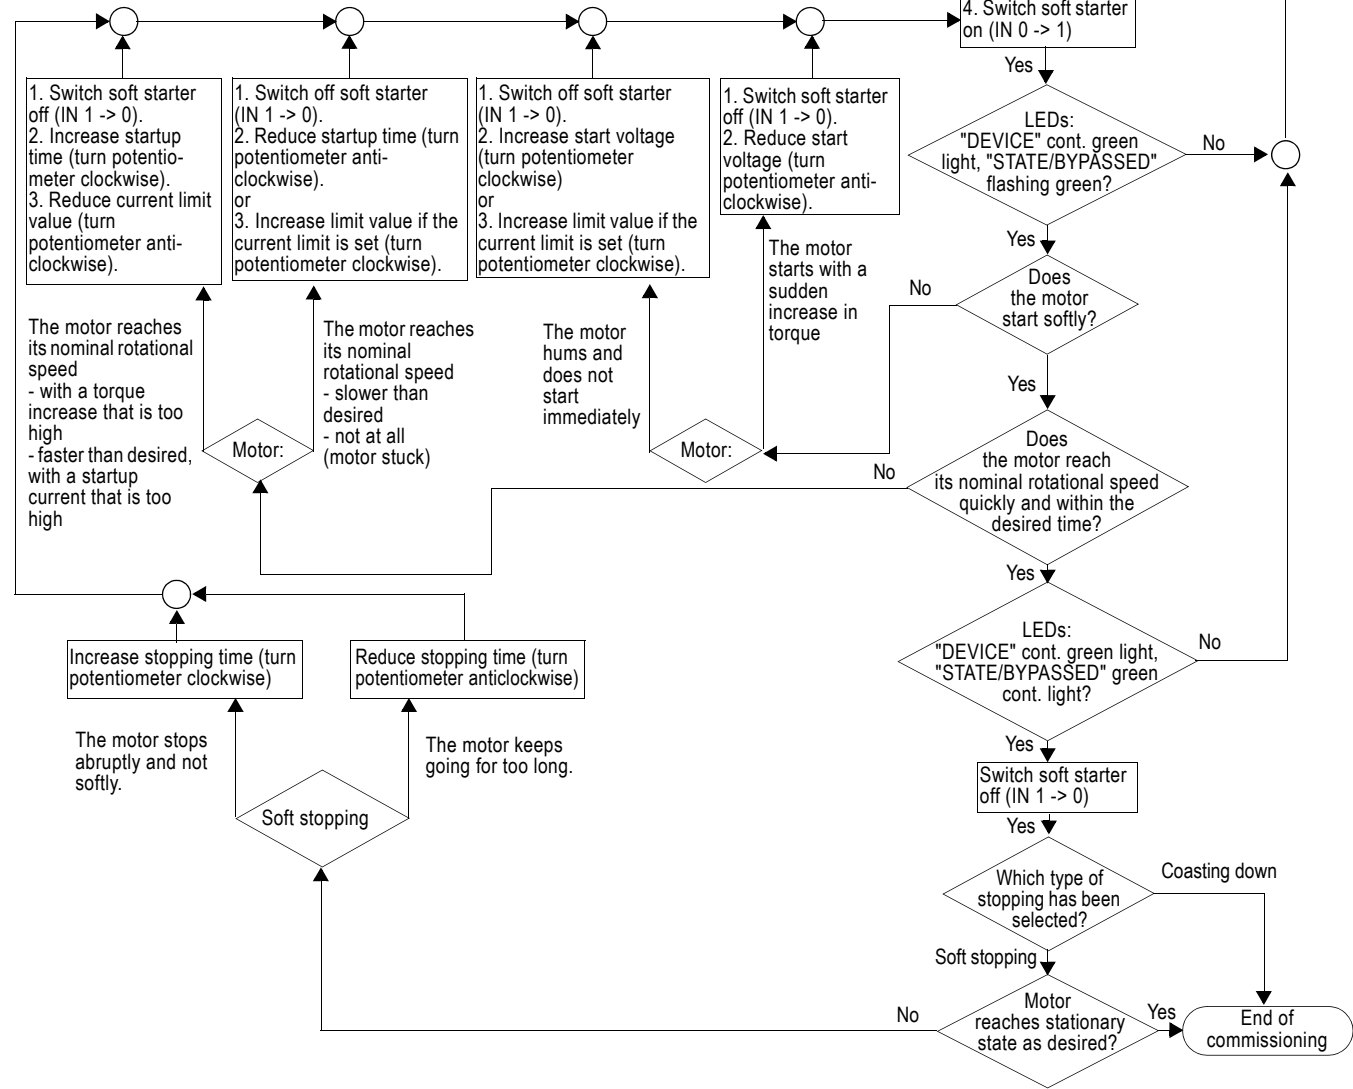 4. Switch soft starter
on (IN 0 -> 1)
Yes
1. Switch soft starter
off (IN 1 -> 0).
2. Increase startup
time (turn potentio-
meter clockwise).
3. Reduce current limit
value (turn
potentiometer anti-
clockwise).
1. Switch off soft starter
(IN 1 -> 0).
2. Reduce startup time (turn
potentiometer anti-
clockwise).
or
3. Increase limit value if the
current limit is set (turn
potentiometer clockwise).
1. Switch off soft starter
(IN 1 -> 0).
2. Increase start voltage
(turn potentiometer
clockwise)
or
3. Increase limit value if the
current limit is set (turn
potentiometer clockwise).
1. Switch soft starter
off (IN 1 -> 0).
2. Reduce start
voltage (turn
potentiometer anti-
clockwise).
LEDs:
"DEVICE" cont. green
light, "STATE/BYPASSED"
flashing green?
No
Yes
The motor
starts with a
sudden
increase in
torque
No
Does
the motor
start softly?
The motor reaches
its nominal rotational
speed
- with a torque
increase that is too
high
- faster than desired,
with a startup
current that is too
high
Motor:
The motor reaches
its nominal
rotational speed
- slower than
desired
- not at all
(motor stuck)
The motor
hums and
does not
start
immediately
Motor:
Yes
No
Does
the motor reach
its nominal rotational speed
quickly and within the
desired time?
Yes
LEDs:
"DEVICE" cont. green light,
"STATE/BYPASSED" green
cont. light?
No
Increase stopping time (turn
potentiometer clockwise)
Reduce stopping time (turn
potentiometer anticlockwise)
The motor stops
abruptly and not
softly.
The motor keeps
going for too long.
Soft stopping
Yes
Switch soft starter
off (IN 1 -> 0)
Yes
Which type of
stopping has been
selected?
Coasting down
Soft stopping
No
Motor
reaches stationary
state as desired?
Yes
End of
commissioning